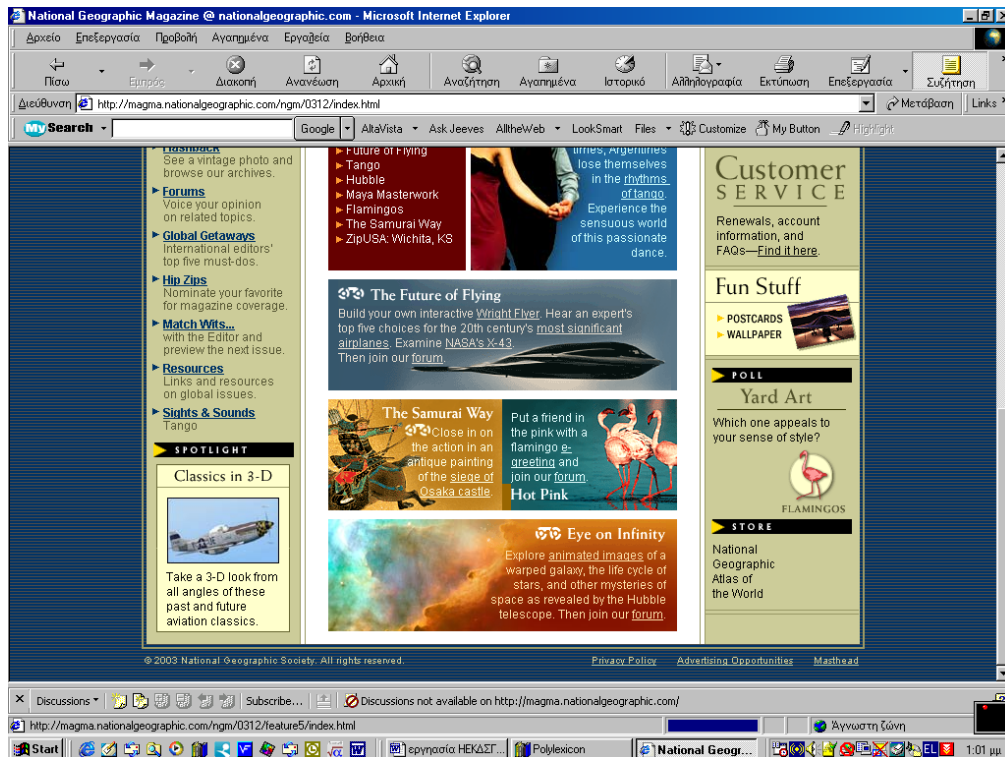 National Geographic Magazine @ nationalgeographic.com - Microsoft Internet Explorer
Αρχείο Επεξεργασία Προβολή Αγαπημένα Εργαλεία Βοήθεια
Πίσω Εμπρός Διακοπή Ανανέωση Αρχική Αναζήτηση Αγαπημένα Ιστορικό Αλληλογραφία Εκτύπωση Επεξεργασία Συζήτηση
Διεύθυνση http://magma.nationalgeographic.com/ngm/0312/index.html Μετάβαση Links
My Search Google AltaVista Ask Jeeves AlltheWeb LookSmart Files Customize My Button Highlight
Flashback
See a vintage photo and
browse our archives.
Forums
Voice your opinion
on related topics.
Global Getaways
International editors'
top five must-dos.
Hip Zips
Nominate your favorite
for magazine coverage.
Match Wits...
with the Editor and
preview the next issue.
Resources
Links and resources
on global issues.
Sights & Sounds
Tango
SPOTLIGHT
Classics in 3-D
Take a 3-D look from
all angles of these
past and future
aviation classics.
Future of Flying
Tango
Hubble
Maya Masterwork
Flamingos
The Samurai Way
ZipUSA: Wichita, KS
times, Argentines
lose themselves
in the rhythms
of tango.
Experience the
sensuous world
of this passionate
dance.
The Future of Flying
Build your own interactive Wright Flyer. Hear an expert's
top five choices for the 20th century's most significant
airplanes. Examine NASA's X-43.
Then join our forum.
The Samurai Way
Close in on
the action in an
antique painting
of the siege of
Osaka castle.
Put a friend in
the pink with a
flamingo e-
greeting and
join our forum.
Hot Pink
Eye on Infinity
Explore animated images of a
warped galaxy, the life cycle of
stars, and other mysteries of
space as revealed by the Hubble
telescope. Then join our forum.
Customer
SERVICE
Renewals, account
information, and
FAQs—Find it here.
Fun Stuff
POSTCARDS
WALLPAPER
POLL
Yard Art
Which one appeals to
your sense of style?
FLAMINGOS
STORE
National
Geographic
Atlas of
the World
© 2003 National Geographic Society. All rights reserved. Privacy Policy Advertising Opportunities Masthead
Discussions Subscribe... Discussions not available on http://magma.nationalgeographic.com/
http://magma.nationalgeographic.com/ngm/0312/feature5/index.html Άγνωστη ζώνη
Start εργασία ΗΕΚΔΣΓ... Polylexicon National Geogr... EL 1:01 μμ